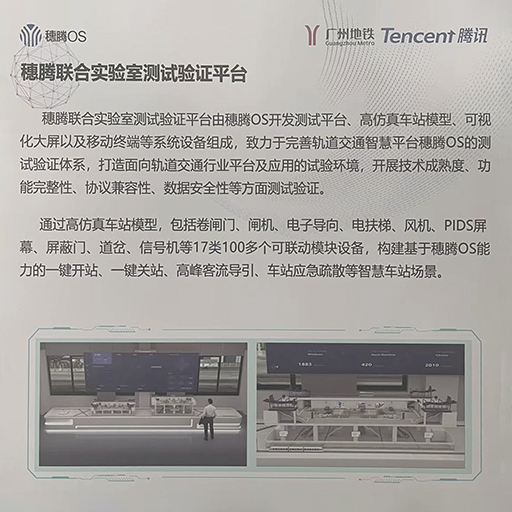 穗腾OS
广州地铁
Guangzhou Metro
Tencent 腾讯
穗腾联合实验室测试验证平台
穗腾联合实验室测试验证平台由穗腾OS开发测试平台、高仿真车站模型、可视
化大屏以及移动终端等系统设备组成，致力于完善轨道交通智慧平台穗腾OS的测
试验证体系，打造面向轨道交通行业平台及应用的试验环境，开展技术成熟度、功
能完整性、协议兼容性、数据安全性等方面测试验证。
通过高仿真车站模型，包括卷闸门、闸机、电子导向、电扶梯、风机、PIDS屏
幕、屏蔽门、道岔、信号机等17类100多个可联动模块设备，构建基于穗腾OS能
力的一键开站、一键关站、高峰客流导引、车站应急疏散等智慧车站场景。
1883
420
2010